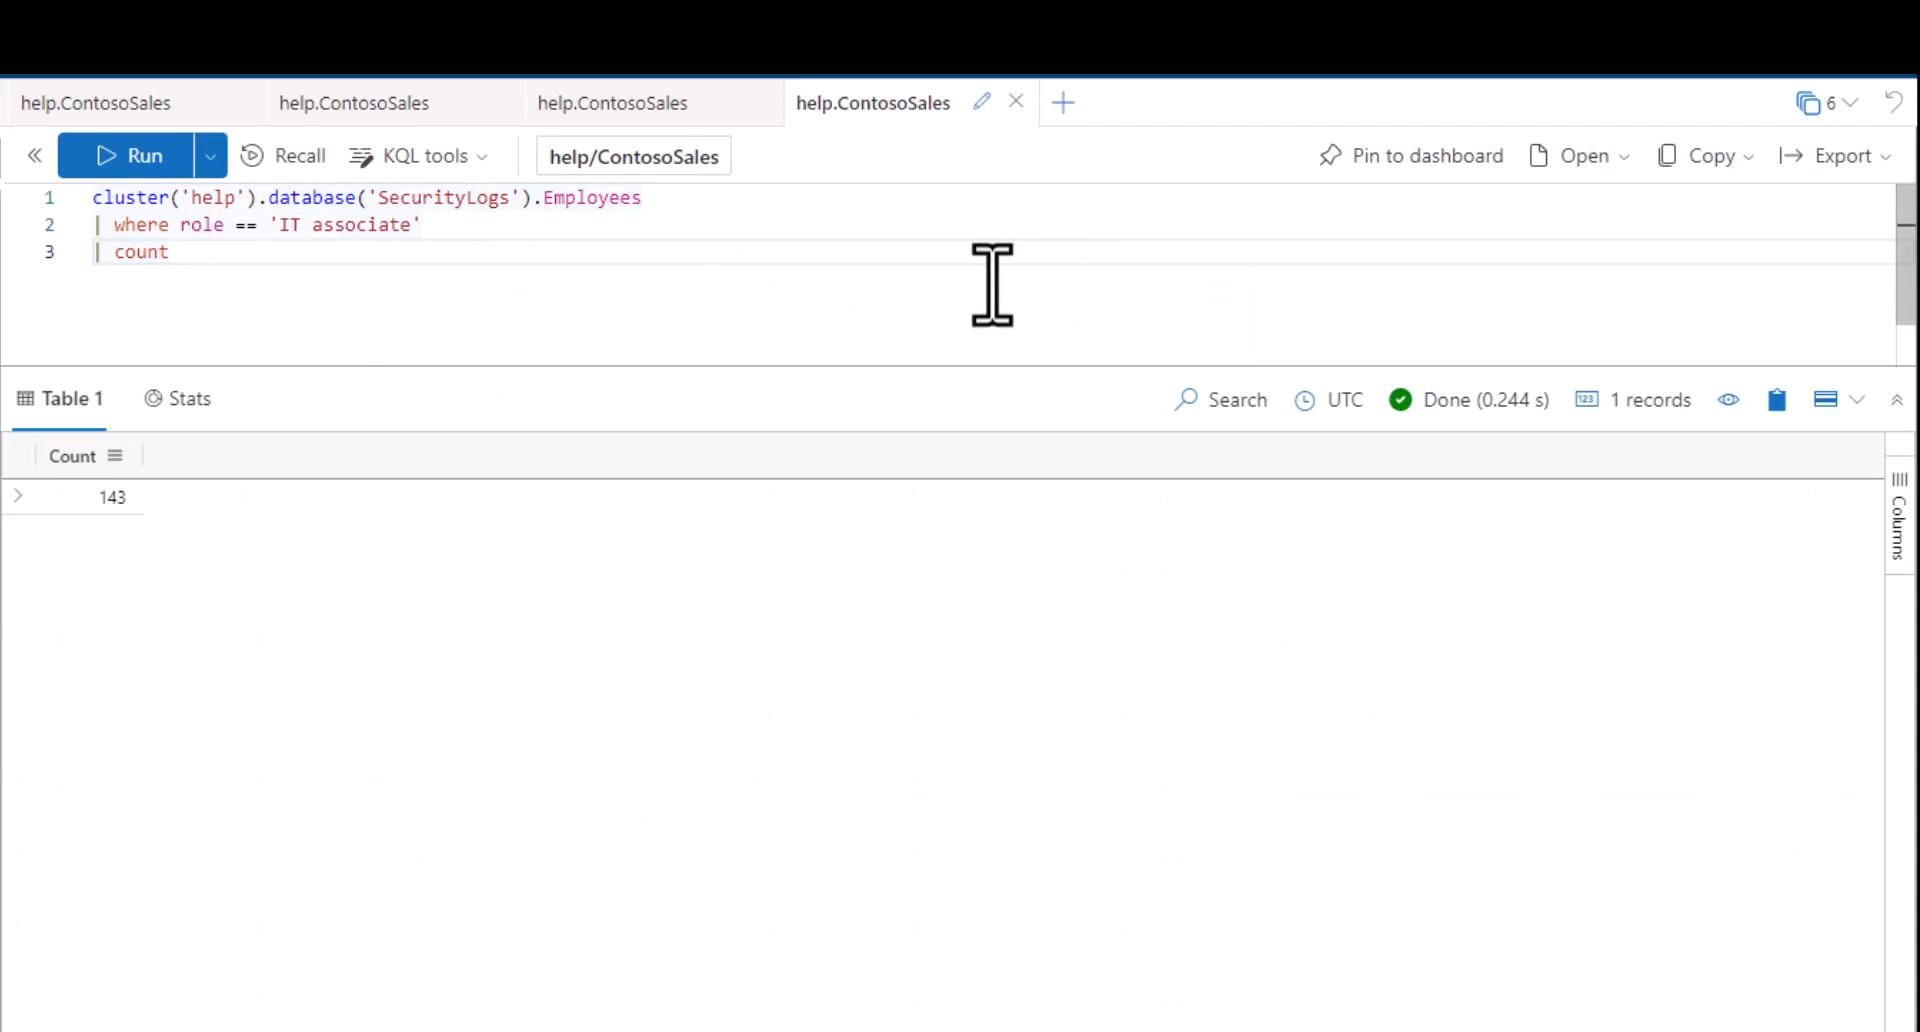 help.ContosoSales help.ContosoSales help.ContosoSales help.ContosoSales 6
Run Recall KQL tools help/ContosoSales Pin to dashboard Open Copy Export
1 cluster('help').database('SecurityLogs').Employees
2 | where role == 'IT associate'
3 | count
Table 1 Stats Search UTC Done (0.244 s) 123 1 records
Count
143
Columns